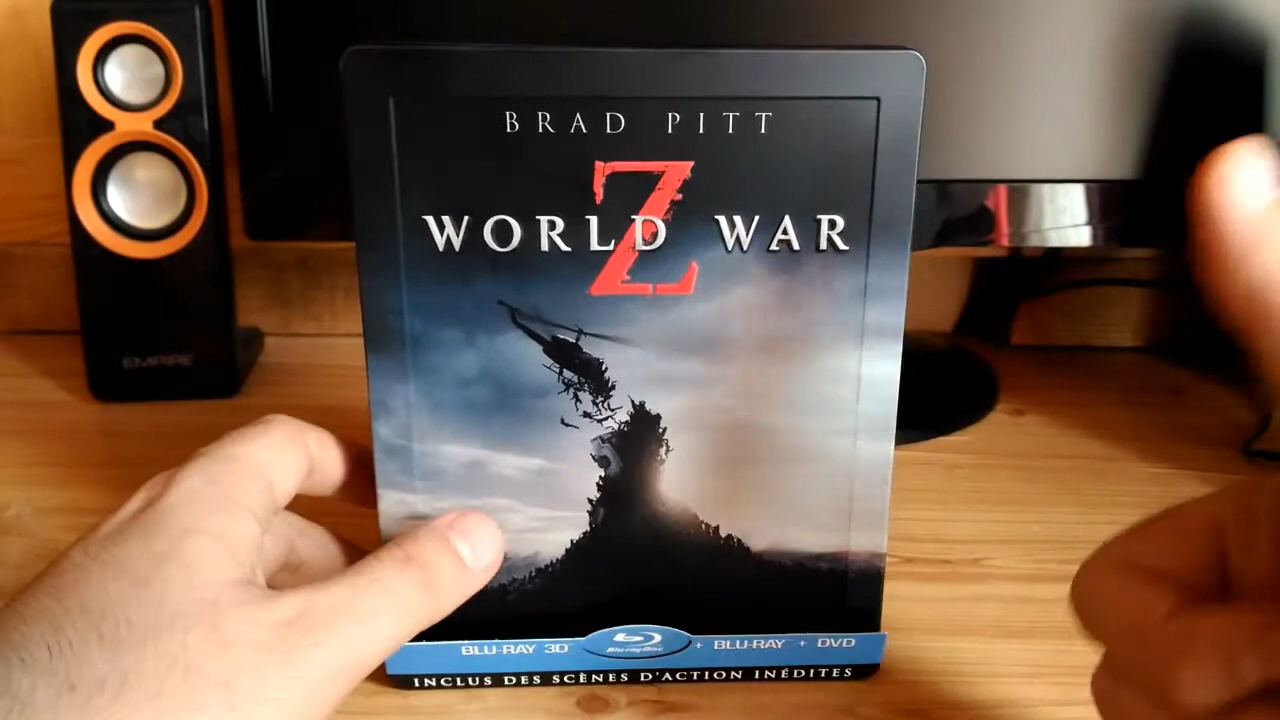 BRAD PITT
Z
WORLD WAR
BLU-RAY 3D Blu-ray Disc + BLU-RAY + DVD
INCLUS DES SCÈNES D'ACTION INÉDITES
EMPIRE